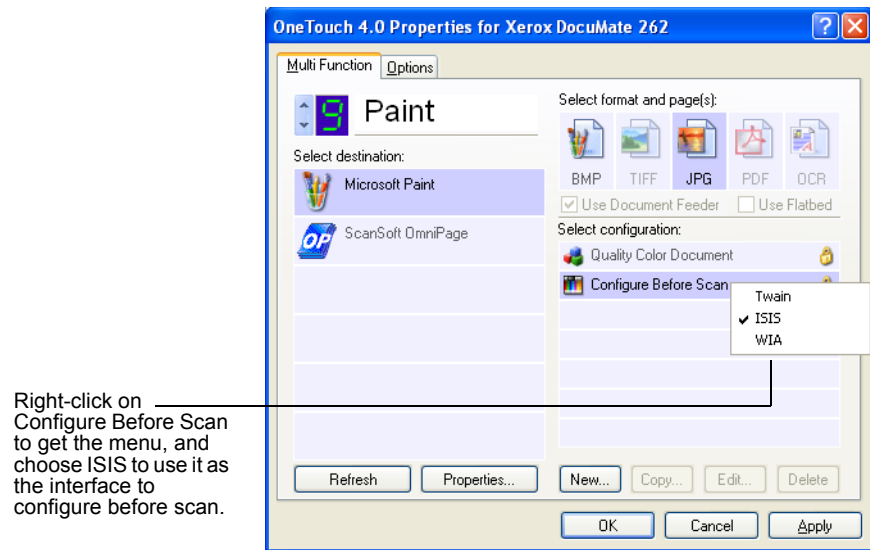 OneTouch 4.0 Properties for Xerox DocuMate 262
Multi Function
Options
9
Paint
Select destination:
Microsoft Paint
OP
ScanSoft OmniPage
Select format and page(s):
BMP
TIFF
JPG
PDF
OCR
Use Document Feeder
Use Flatbed
Select configuration:
Quality Color Document
Configure Before Scan
Twain
ISIS
WIA
Right-click on
Configure Before Scan
to get the menu, and
choose ISIS to use it as
the interface to
configure before scan.
Refresh
Properties...
New...
Copy...
Edit...
Delete
OK
Cancel
Apply